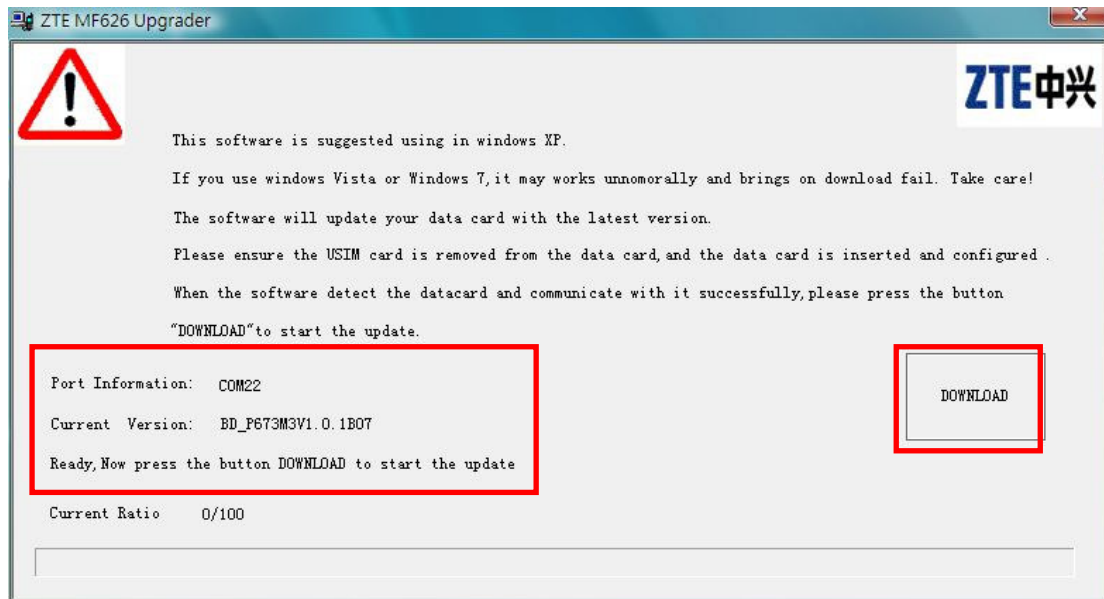 ZTE MF626 Upgrader
ZTE中兴
This software is suggested using in windows XP.
If you use windows Vista or Windows 7, it may works unnomorally and brings on download fail. Take care!
The software will update your data card with the latest version.
Please ensure the USIM card is removed from the data card, and the data card is inserted and configured .
When the software detect the datacard and communicate with it successfully, please press the button
"DOWNLOAD"to start the update.
Port Information: COM22
Current Version: BD_P673M3V1.0.1B07
Ready, Now press the button DOWNLOAD to start the update
DOWNLOAD
Current Ratio 0/100